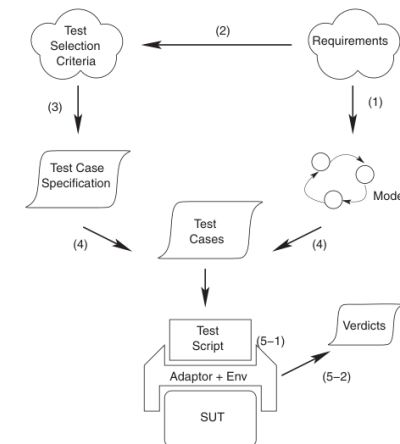 Test
Selection
Criteria
(2)
Requirements
(3)
(1)
Test Case
Specification
Mode
(4)
Test
Cases
(4)
Test
Script
(5-1)
Verdicts
Adaptor + Env
(5-2)
SUT